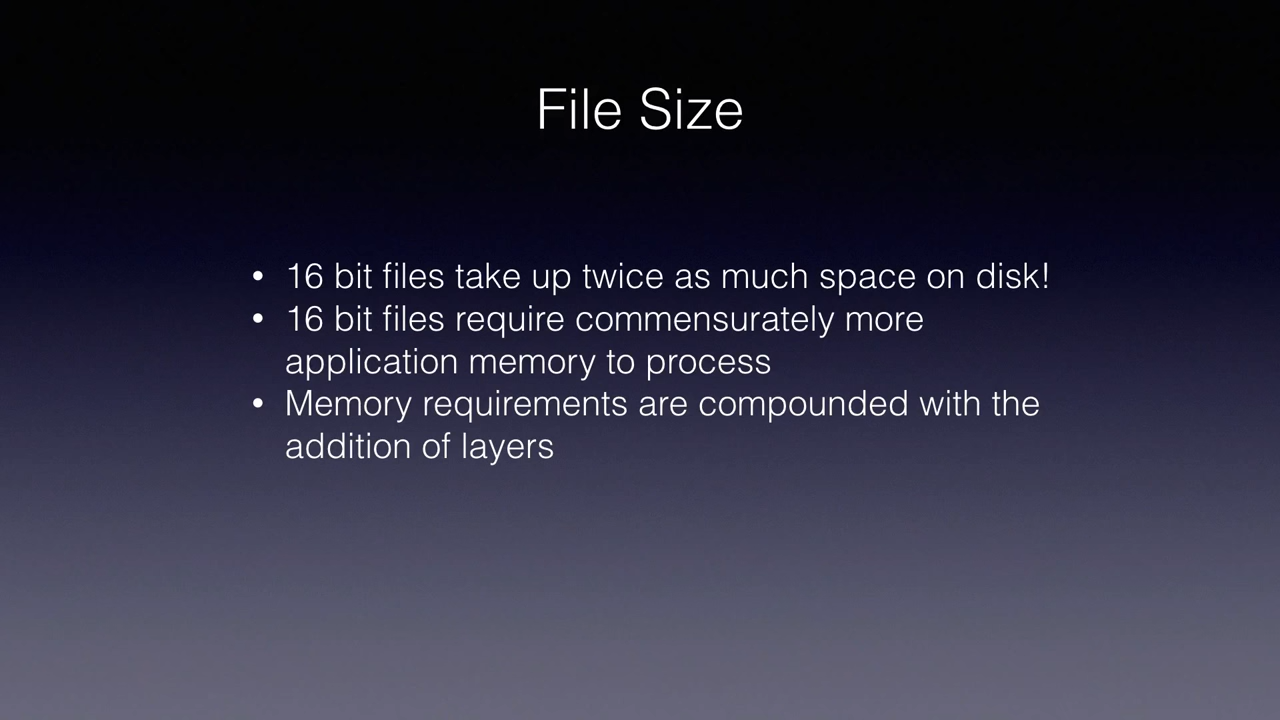 File Size
• 16 bit files take up twice as much space on disk!
• 16 bit files require commensurately more
application memory to process
• Memory requirements are compounded with the
addition of layers